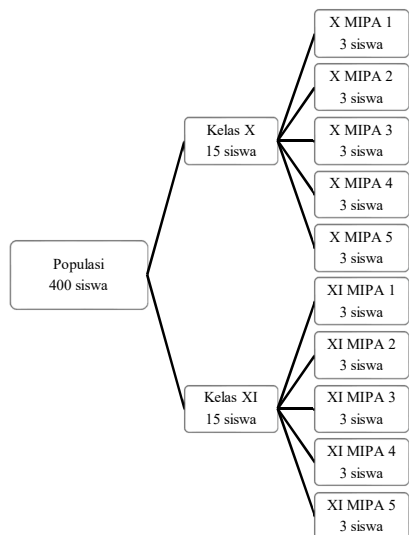 Populasi
400 siswa
Kelas X
15 siswa
X MIPA 1
3 siswa
X MIPA 2
3 siswa
X MIPA 3
3 siswa
X MIPA 4
3 siswa
X MIPA 5
3 siswa
Kelas XI
15 siswa
XI MIPA 1
3 siswa
XI MIPA 2
3 siswa
XI MIPA 3
3 siswa
XI MIPA 4
3 siswa
XI MIPA 5
3 siswa